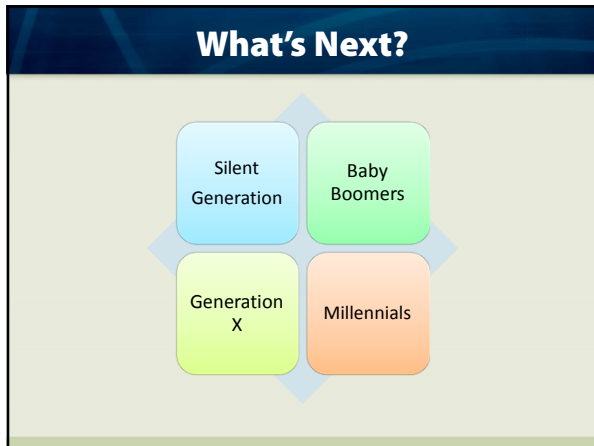 What's Next?
Silent
Generation
Baby
Boomers
Generation
X
Millennials